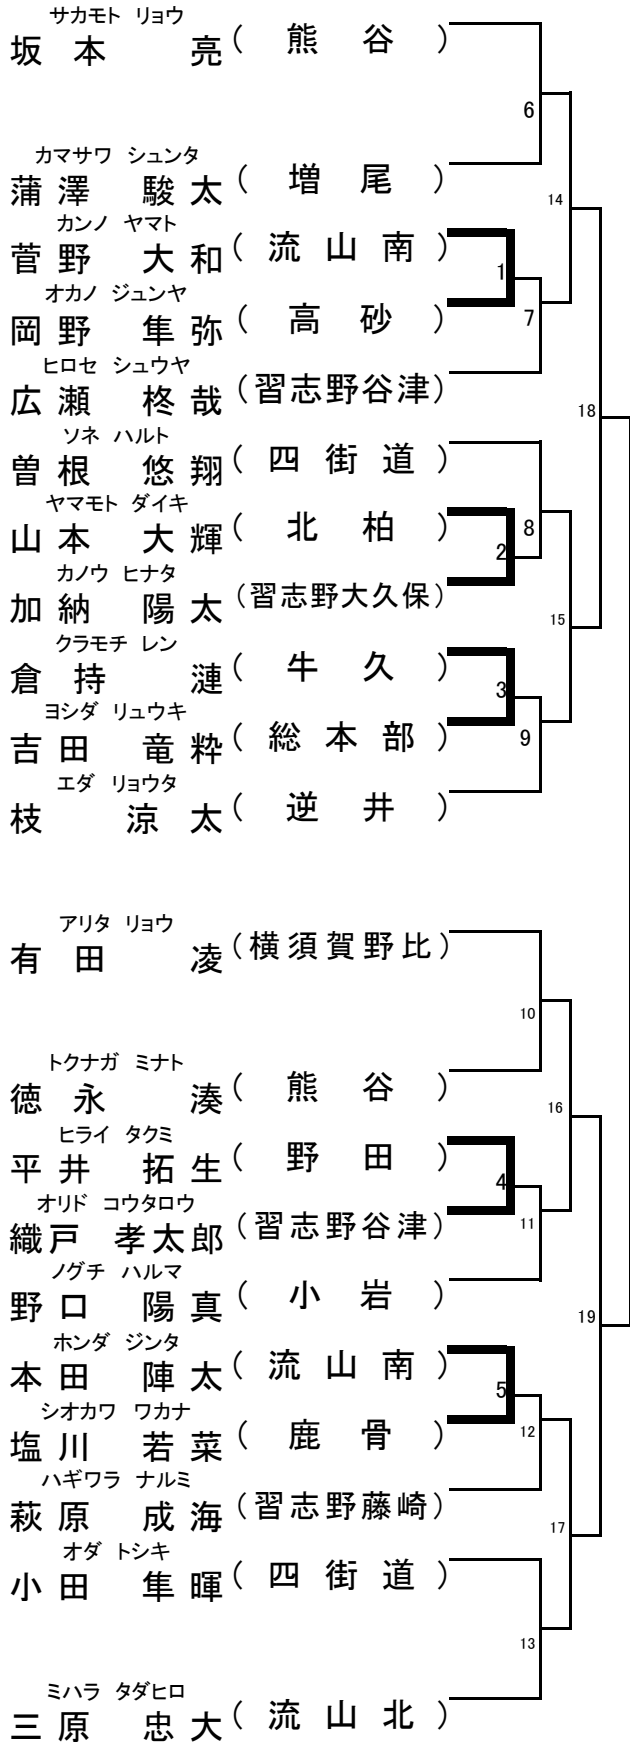 サカモト リョウ
坂本 亮 (熊谷)
6
カマサワ シュンタ
蒲澤 駿太 (増尾)
14
カンノ ヤマト
菅野 大和 (流山南)
1
オカノ ジュンヤ
岡野 隼弥 (高砂)
7
ヒロセ シュウヤ
広瀬 柊哉 (習志野谷津)
18
ソネ ハルト
曽根 悠翔 (四街道)
ヤマモト ダイキ
山本 大輝 (北柏)
8
2
カノウ ヒナタ
加納 陽太 (習志野大久保)
15
クラモチ レン
倉持 漣 (牛久)
3
ヨシダ リュウキ
吉田 竜粋 (総本部)
9
エダ リョウタ
枝 涼太 (逆井)
アリタ リョウ
有田 凌 (横須賀野比)
10
トクナガ ミナト
徳永 湊 (熊谷)
16
ヒライ タクミ
平井 拓生 (野田)
4
オリド コウタロウ
織戸 孝太郎 (習志野谷津)
11
ノグチ ハルマ
野口 陽真 (小岩)
19
ホンダ ジンタ
本田 陣太 (流山南)
5
シオカワ ワカナ
塩川 若菜 (鹿骨)
12
ハギワラ ナルミ
萩原 成海 (習志野藤崎)
17
オダ トシキ
小田 隼暉 (四街道)
13
ミハラ タダヒロ
三原 忠大 (流山北)